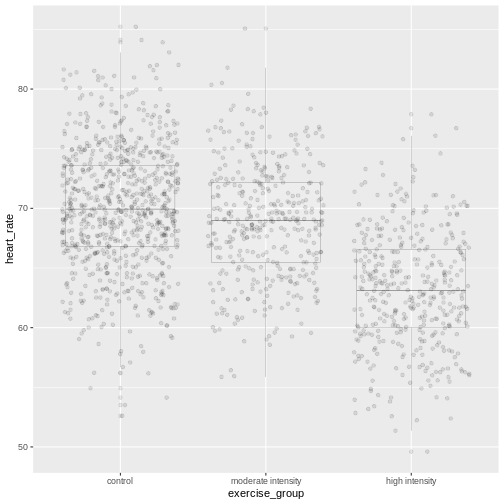 heart_rate
80
70
60
50
control
moderate intensity
high intensity
exercise_group